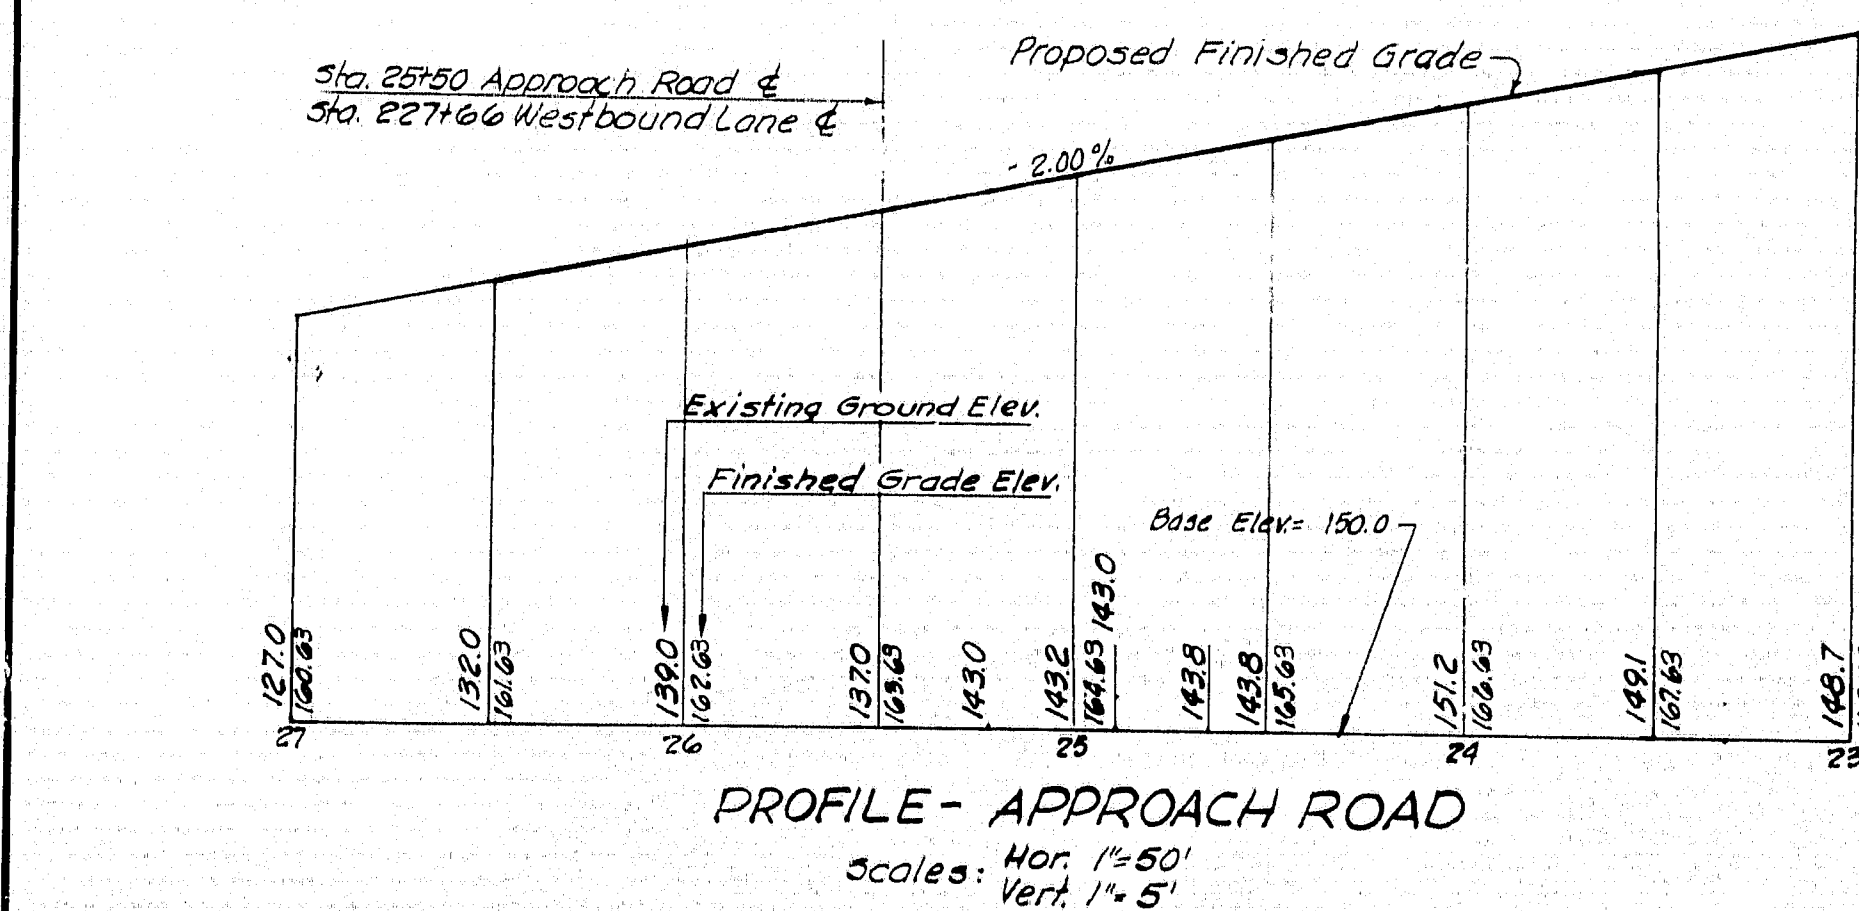 Sta. 25+50 Approach Road ℄
Sta. 227+66 Westbound Lane ℄
Proposed Finished Grade
- 2.00%
Existing Ground Elev.
Finished Grade Elev.
Base Elev.= 150.0
127.0
160.63
132.0
161.63
139.0
162.63
137.0
163.63
143.0
143.2
164.63
143.0
143.8
143.8
165.63
151.2
166.63
149.1
167.63
148.7
27
26
25
24
23
PROFILE - APPROACH ROAD
Scales: Hor. 1"=50'
Vert. 1"=5'